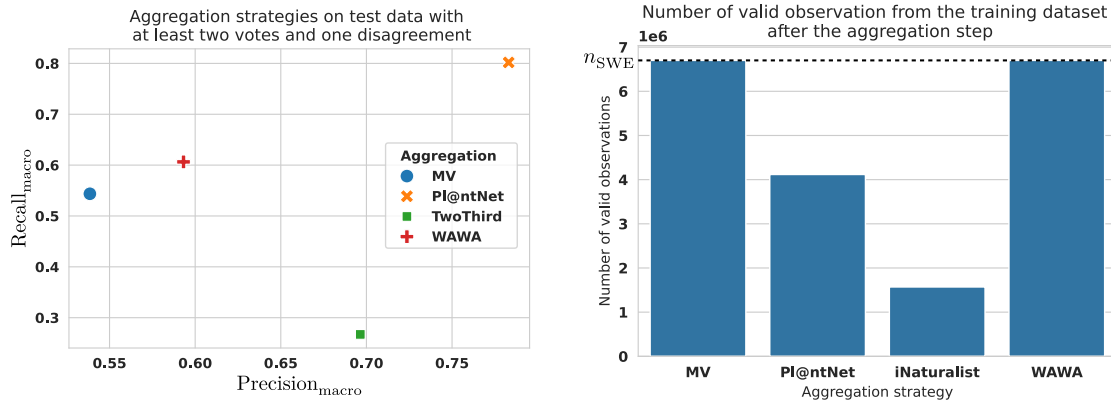 Aggregation strategies on test data with
at least two votes and one disagreement
0.8
0.7
0.6
0.5
0.4
0.3
Recall_macro
0.55
0.60
0.65
0.70
0.75
Precision_macro
Aggregation
MV
Pl@ntNet
TwoThird
WAWA
Number of valid observation from the training dataset
after the aggregation step
1e6
7
n_SWE
6
5
4
3
2
1
0
Number of valid observations
MV
Pl@ntNet
iNaturalist
WAWA
Aggregation strategy